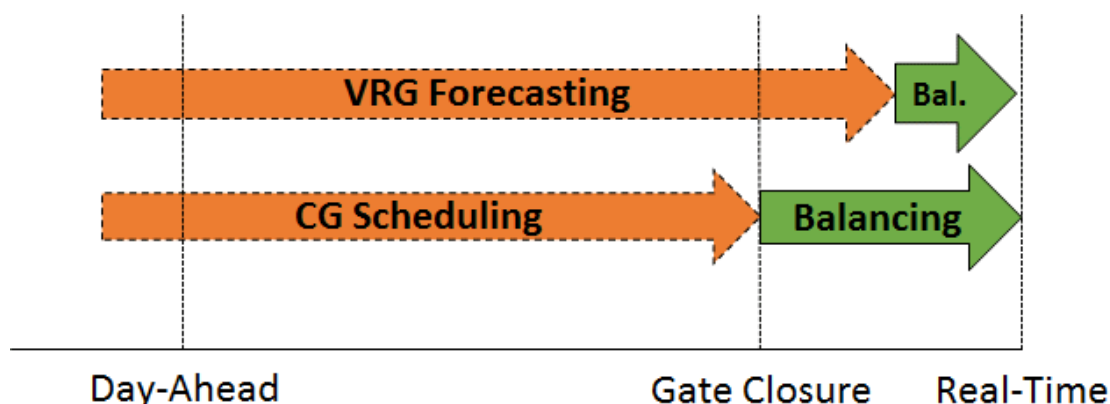 VRG Forecasting
Bal.
CG Scheduling
Balancing
Day-Ahead
Gate Closure
Real-Time